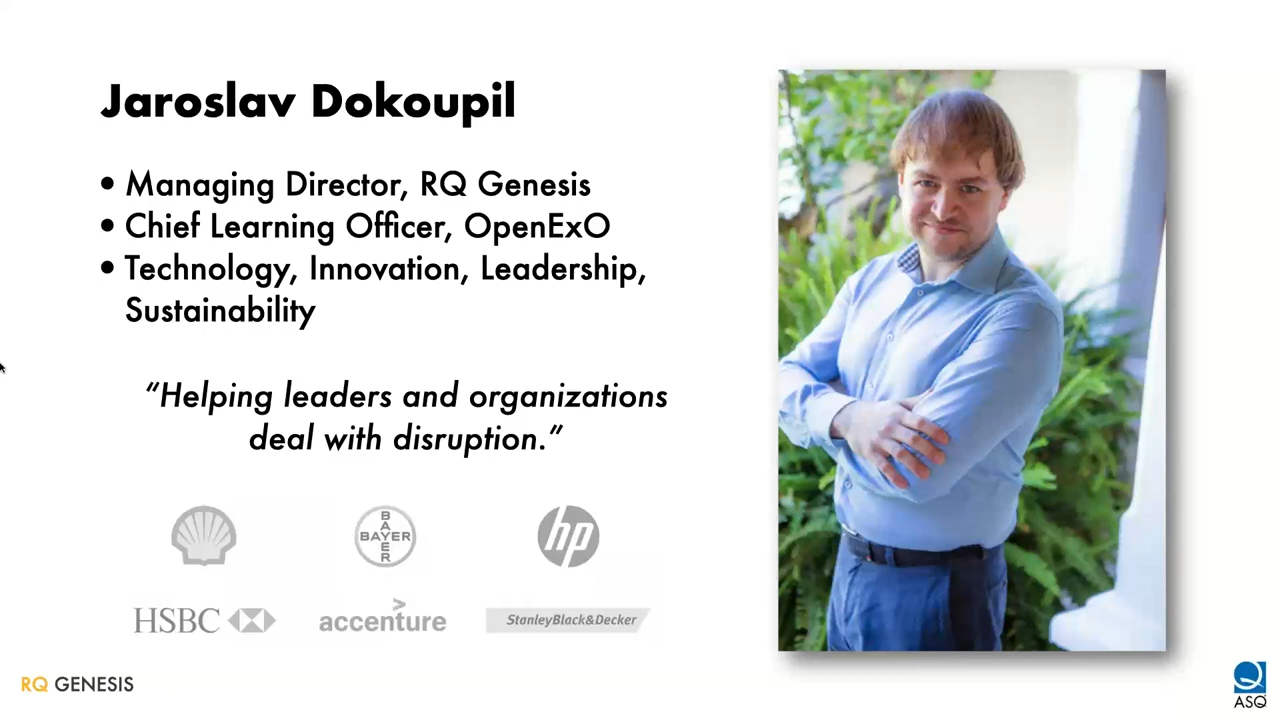 Jaroslav Dokoupil
• Managing Director, RQ Genesis
• Chief Learning Officer, OpenExO
• Technology, Innovation, Leadership,
Sustainability
“Helping leaders and organizations
deal with disruption.”
BAYER
BAYER
hp
HSBC
accenture
StanleyBlack&Decker
RQ GENESIS
ASQ